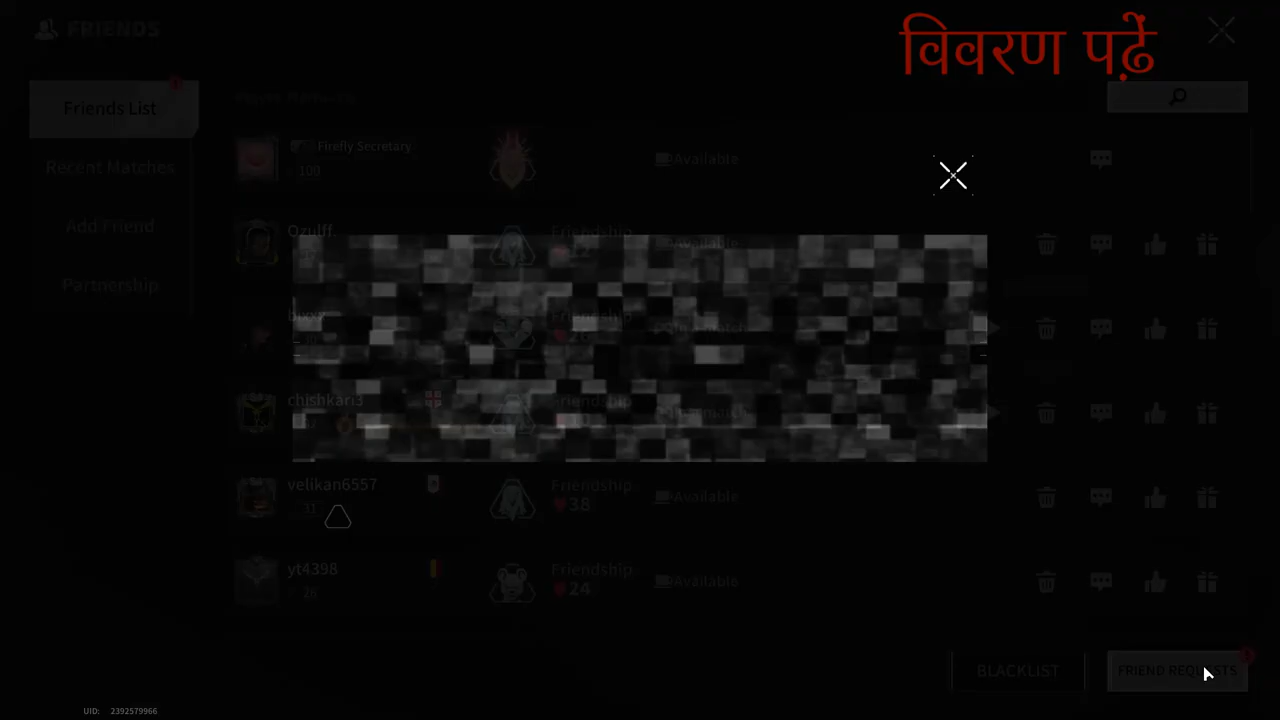 FRIENDS
विवरण पढ़ें
Friends List
Firefly Secretary
100
Available
Recent Matches
Add Friend
Ozulff
Friendship
Available
Partnership
Friendship
chishkari3
velikan6557
31
Friendship
38
Available
yt4398
26
Friendship
24
Available
BLACKLIST
FRIEND REQUESTS
UID: 2392579966